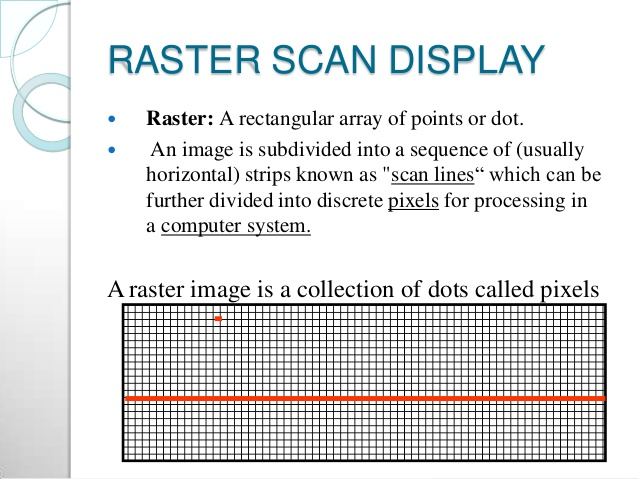 RASTER SCAN DISPLAY
• Raster: A rectangular array of points or dot.
• An image is subdivided into a sequence of (usually
horizontal) strips known as "scan lines“ which can be
further divided into discrete pixels for processing in
a computer system.
A raster image is a collection of dots called pixels